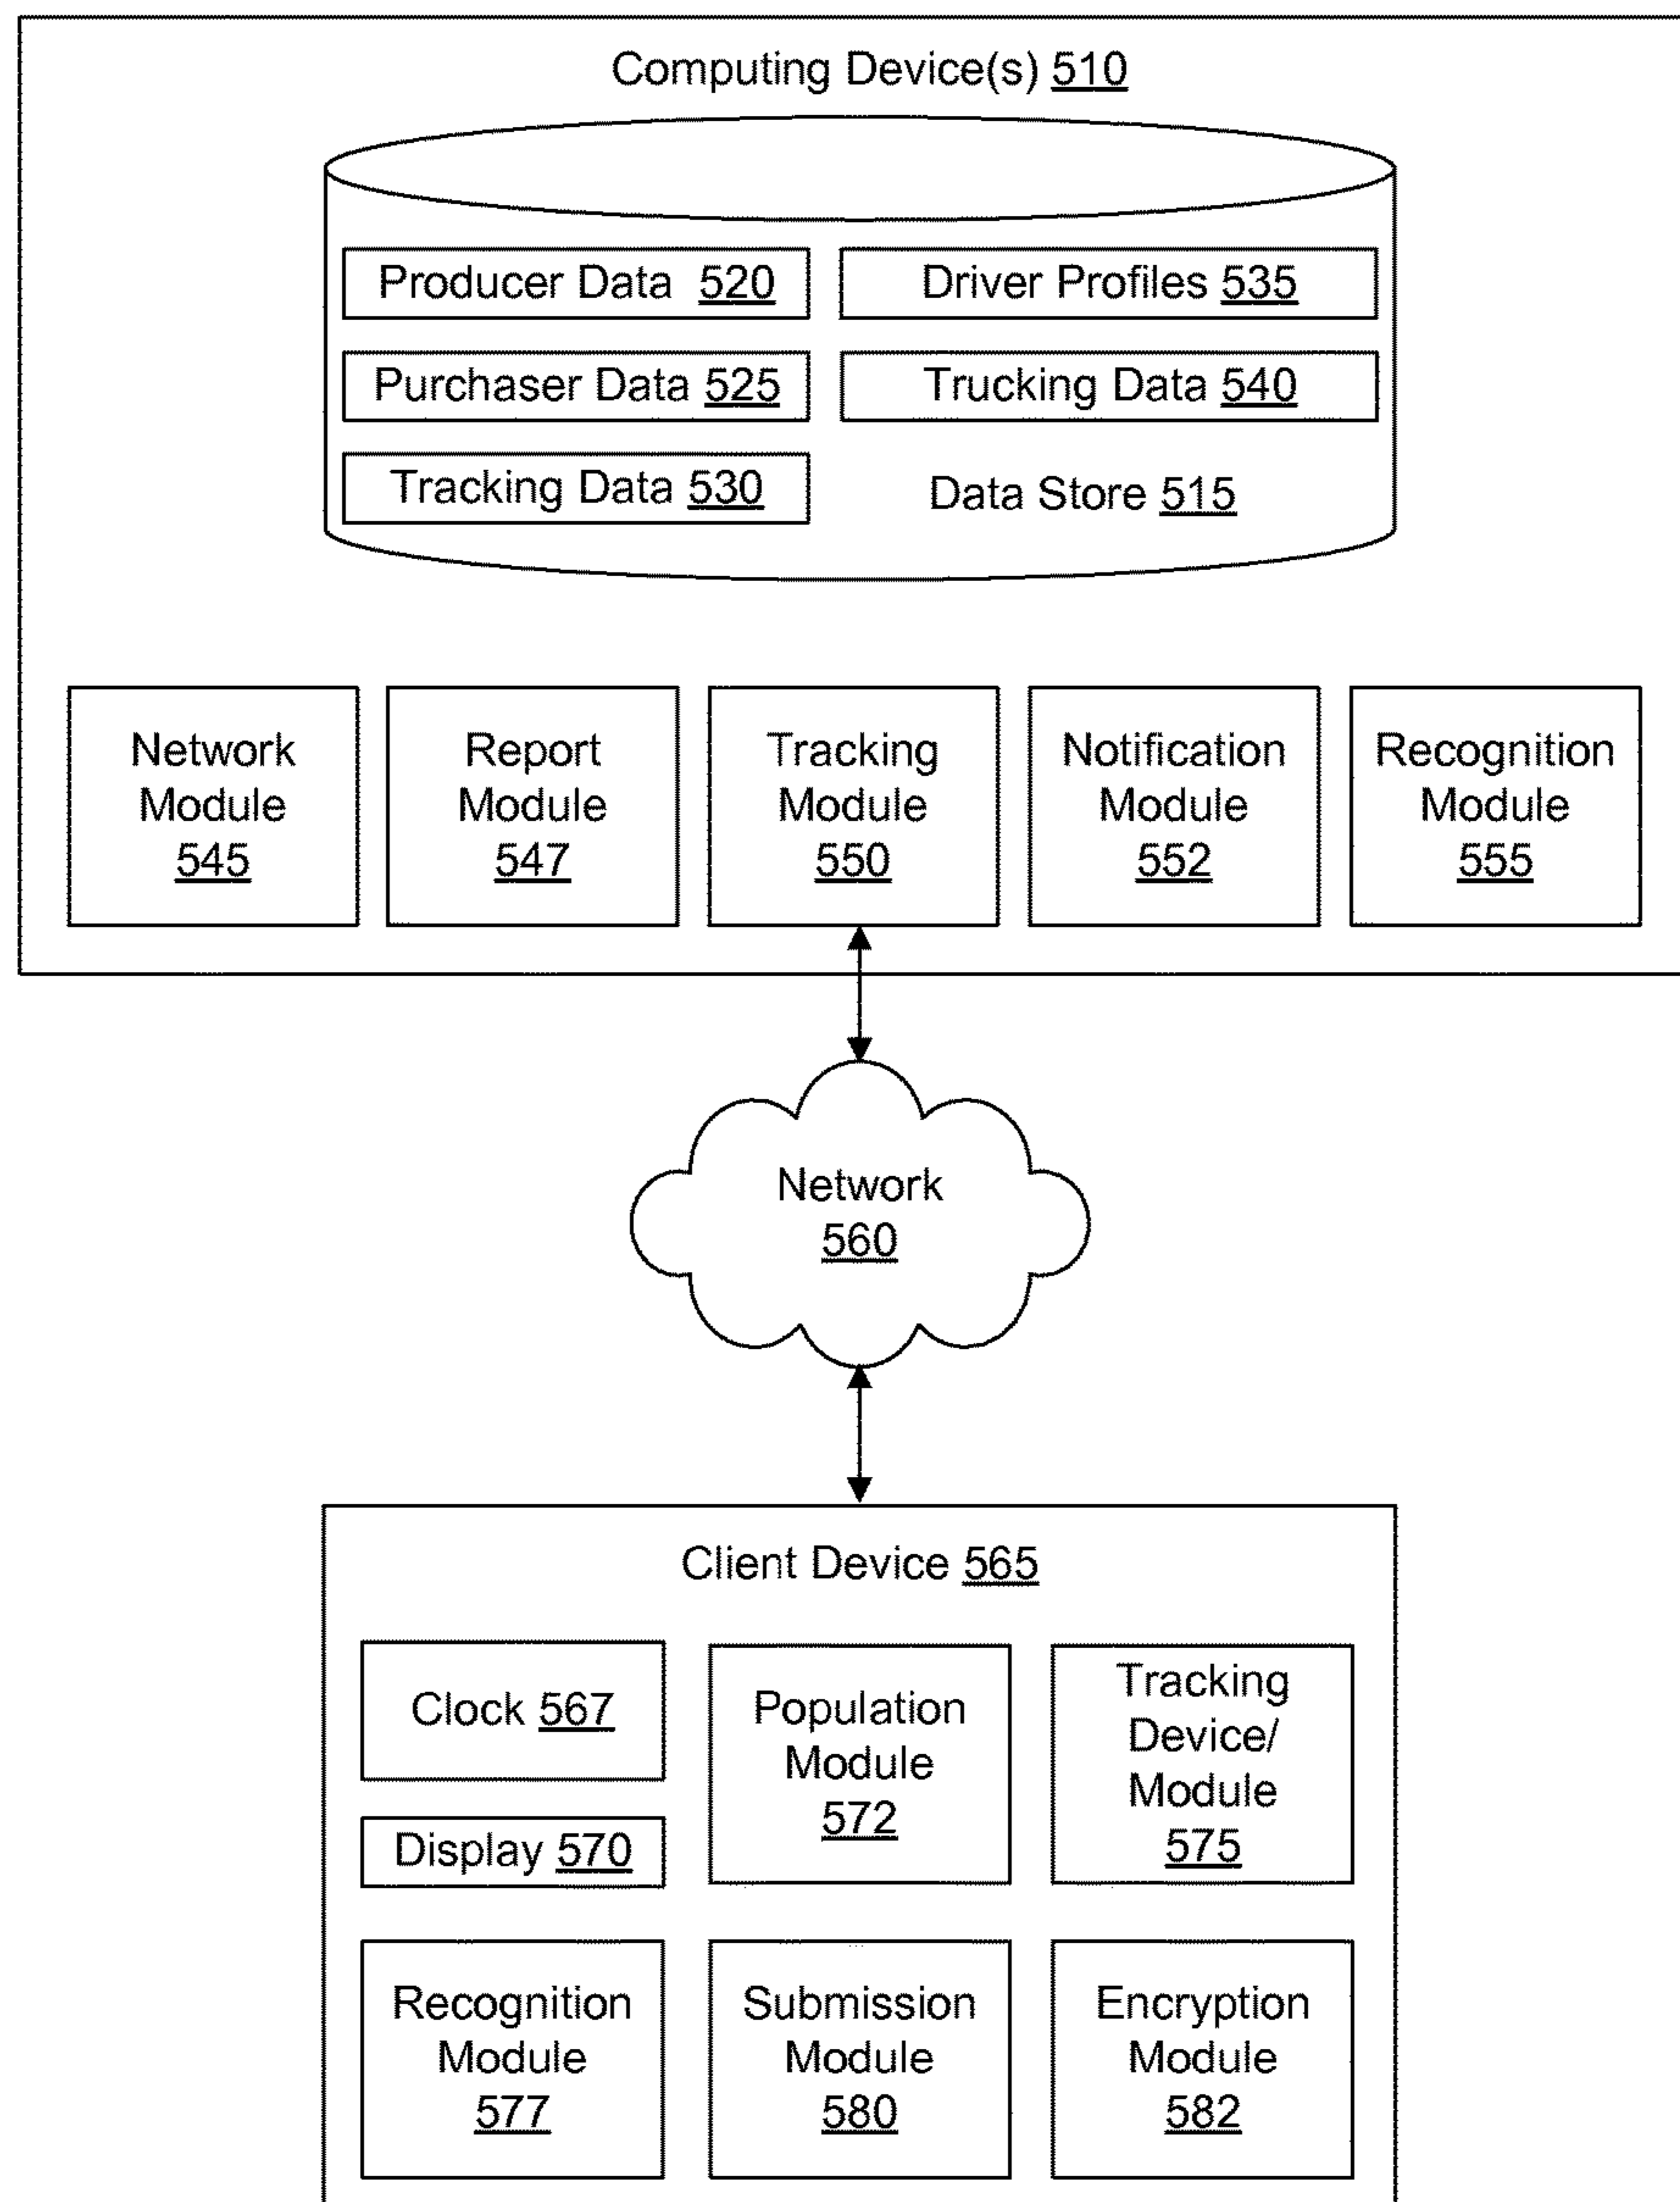 Computing Device(s) 510
Producer Data 520
Driver Profiles 535
Purchaser Data 525
Trucking Data 540
Tracking Data 530
Data Store 515
Network
Module
545
Report
Module
547
Tracking
Module
550
Notification
Module
552
Recognition
Module
555
Network
560
Client Device 565
Clock 567
Display 570
Population
Module
572
Tracking
Device/
Module
575
Recognition
Module
577
Submission
Module
580
Encryption
Module
582